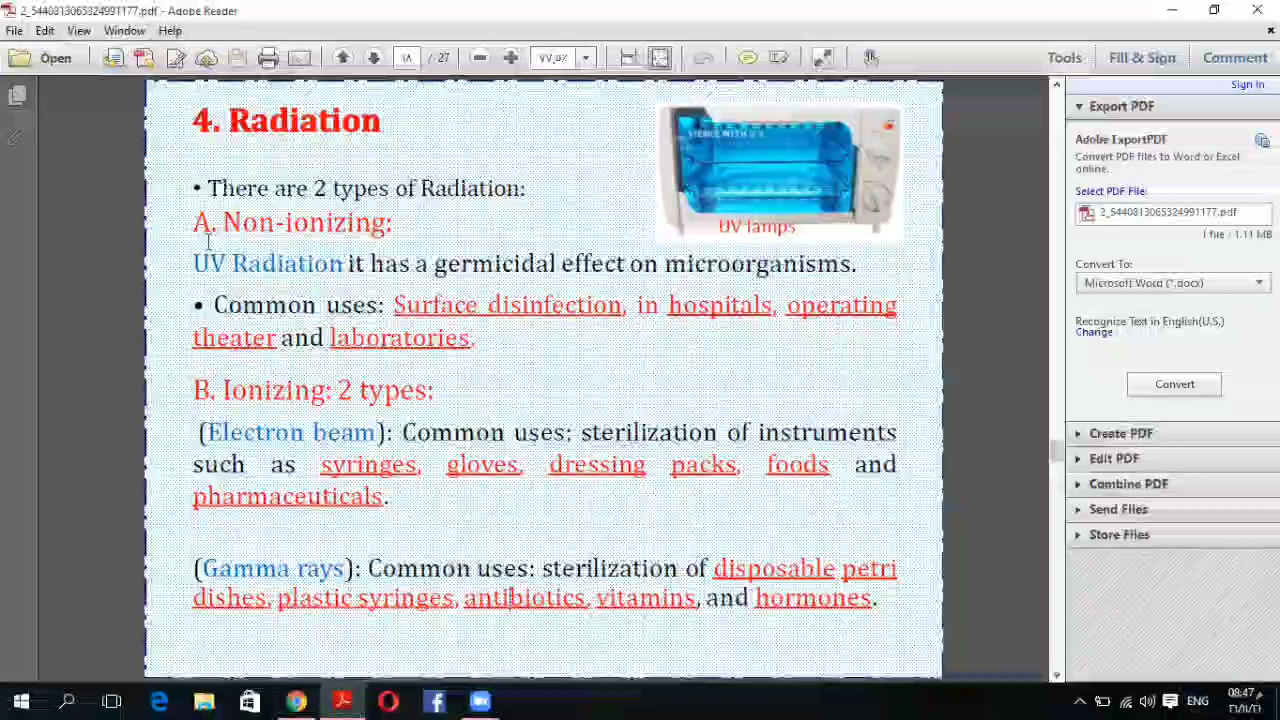 2_5440813065324991177.pdf - Adobe Reader
File Edit View Window Help
Open ١٨ / 27 ٧٧,٥٪ Tools Fill & Sign Comment
Sign In
Export PDF
Adobe ExportPDF
Convert PDF files to Word or Excel online.
Select PDF File:
2_5440813065324991177.pdf
1 file / 1.11 MB
Convert To:
Microsoft Word (*.docx)
Recognize Text in English(U.S.)
Change
Convert
Create PDF
Edit PDF
Combine PDF
Send Files
Store Files
4. Radiation
UV lamps
• There are 2 types of Radiation:
A. Non-ionizing:
UV Radiation it has a germicidal effect on microorganisms.
• Common uses: Surface disinfection, in hospitals, operating
theater and laboratories.
B. Ionizing: 2 types:
(Electron beam): Common uses: sterilization of instruments
such as syringes, gloves, dressing packs, foods and
pharmaceuticals.
(Gamma rays): Common uses: sterilization of disposable petri
dishes, plastic syringes, antibiotics, vitamins, and hormones.
ENG
08:47